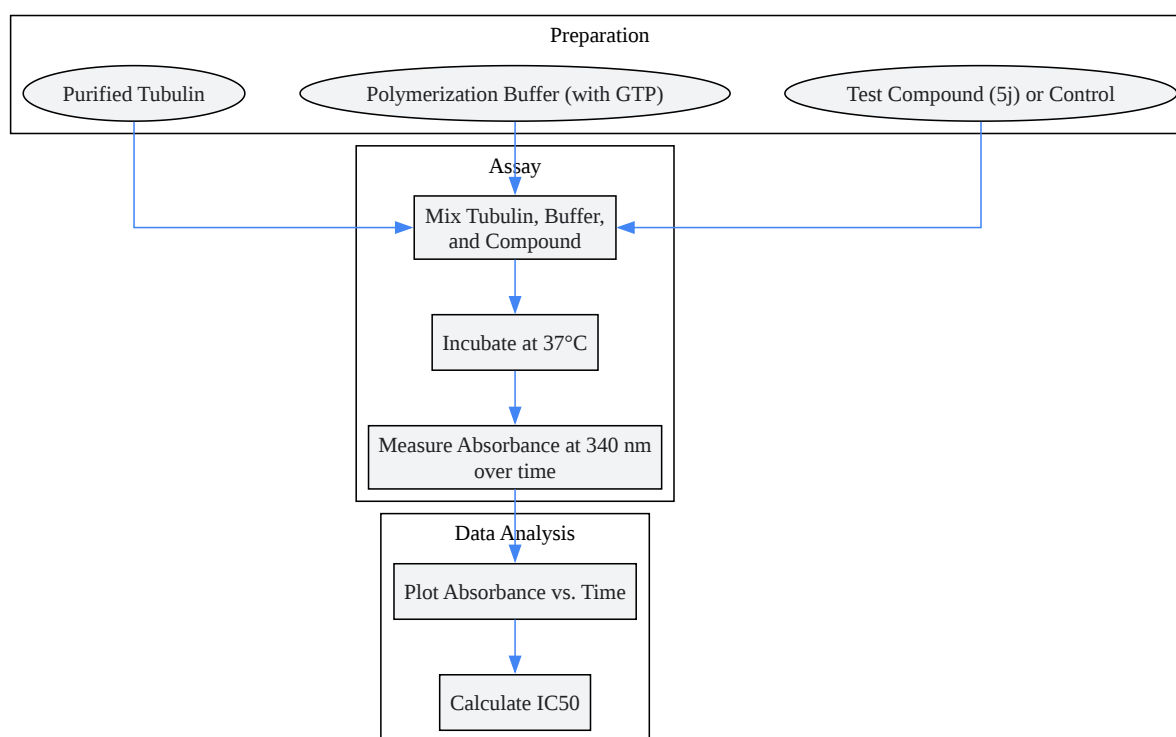 Preparation
Purified Tubulin
Polymerization Buffer (with GTP)
Test Compound (5j) or Control
Assay
Mix Tubulin, Buffer,
and Compound
Incubate at 37°C
Measure Absorbance at 340 nm
over time
Data Analysis
Plot Absorbance vs. Time
Calculate IC50